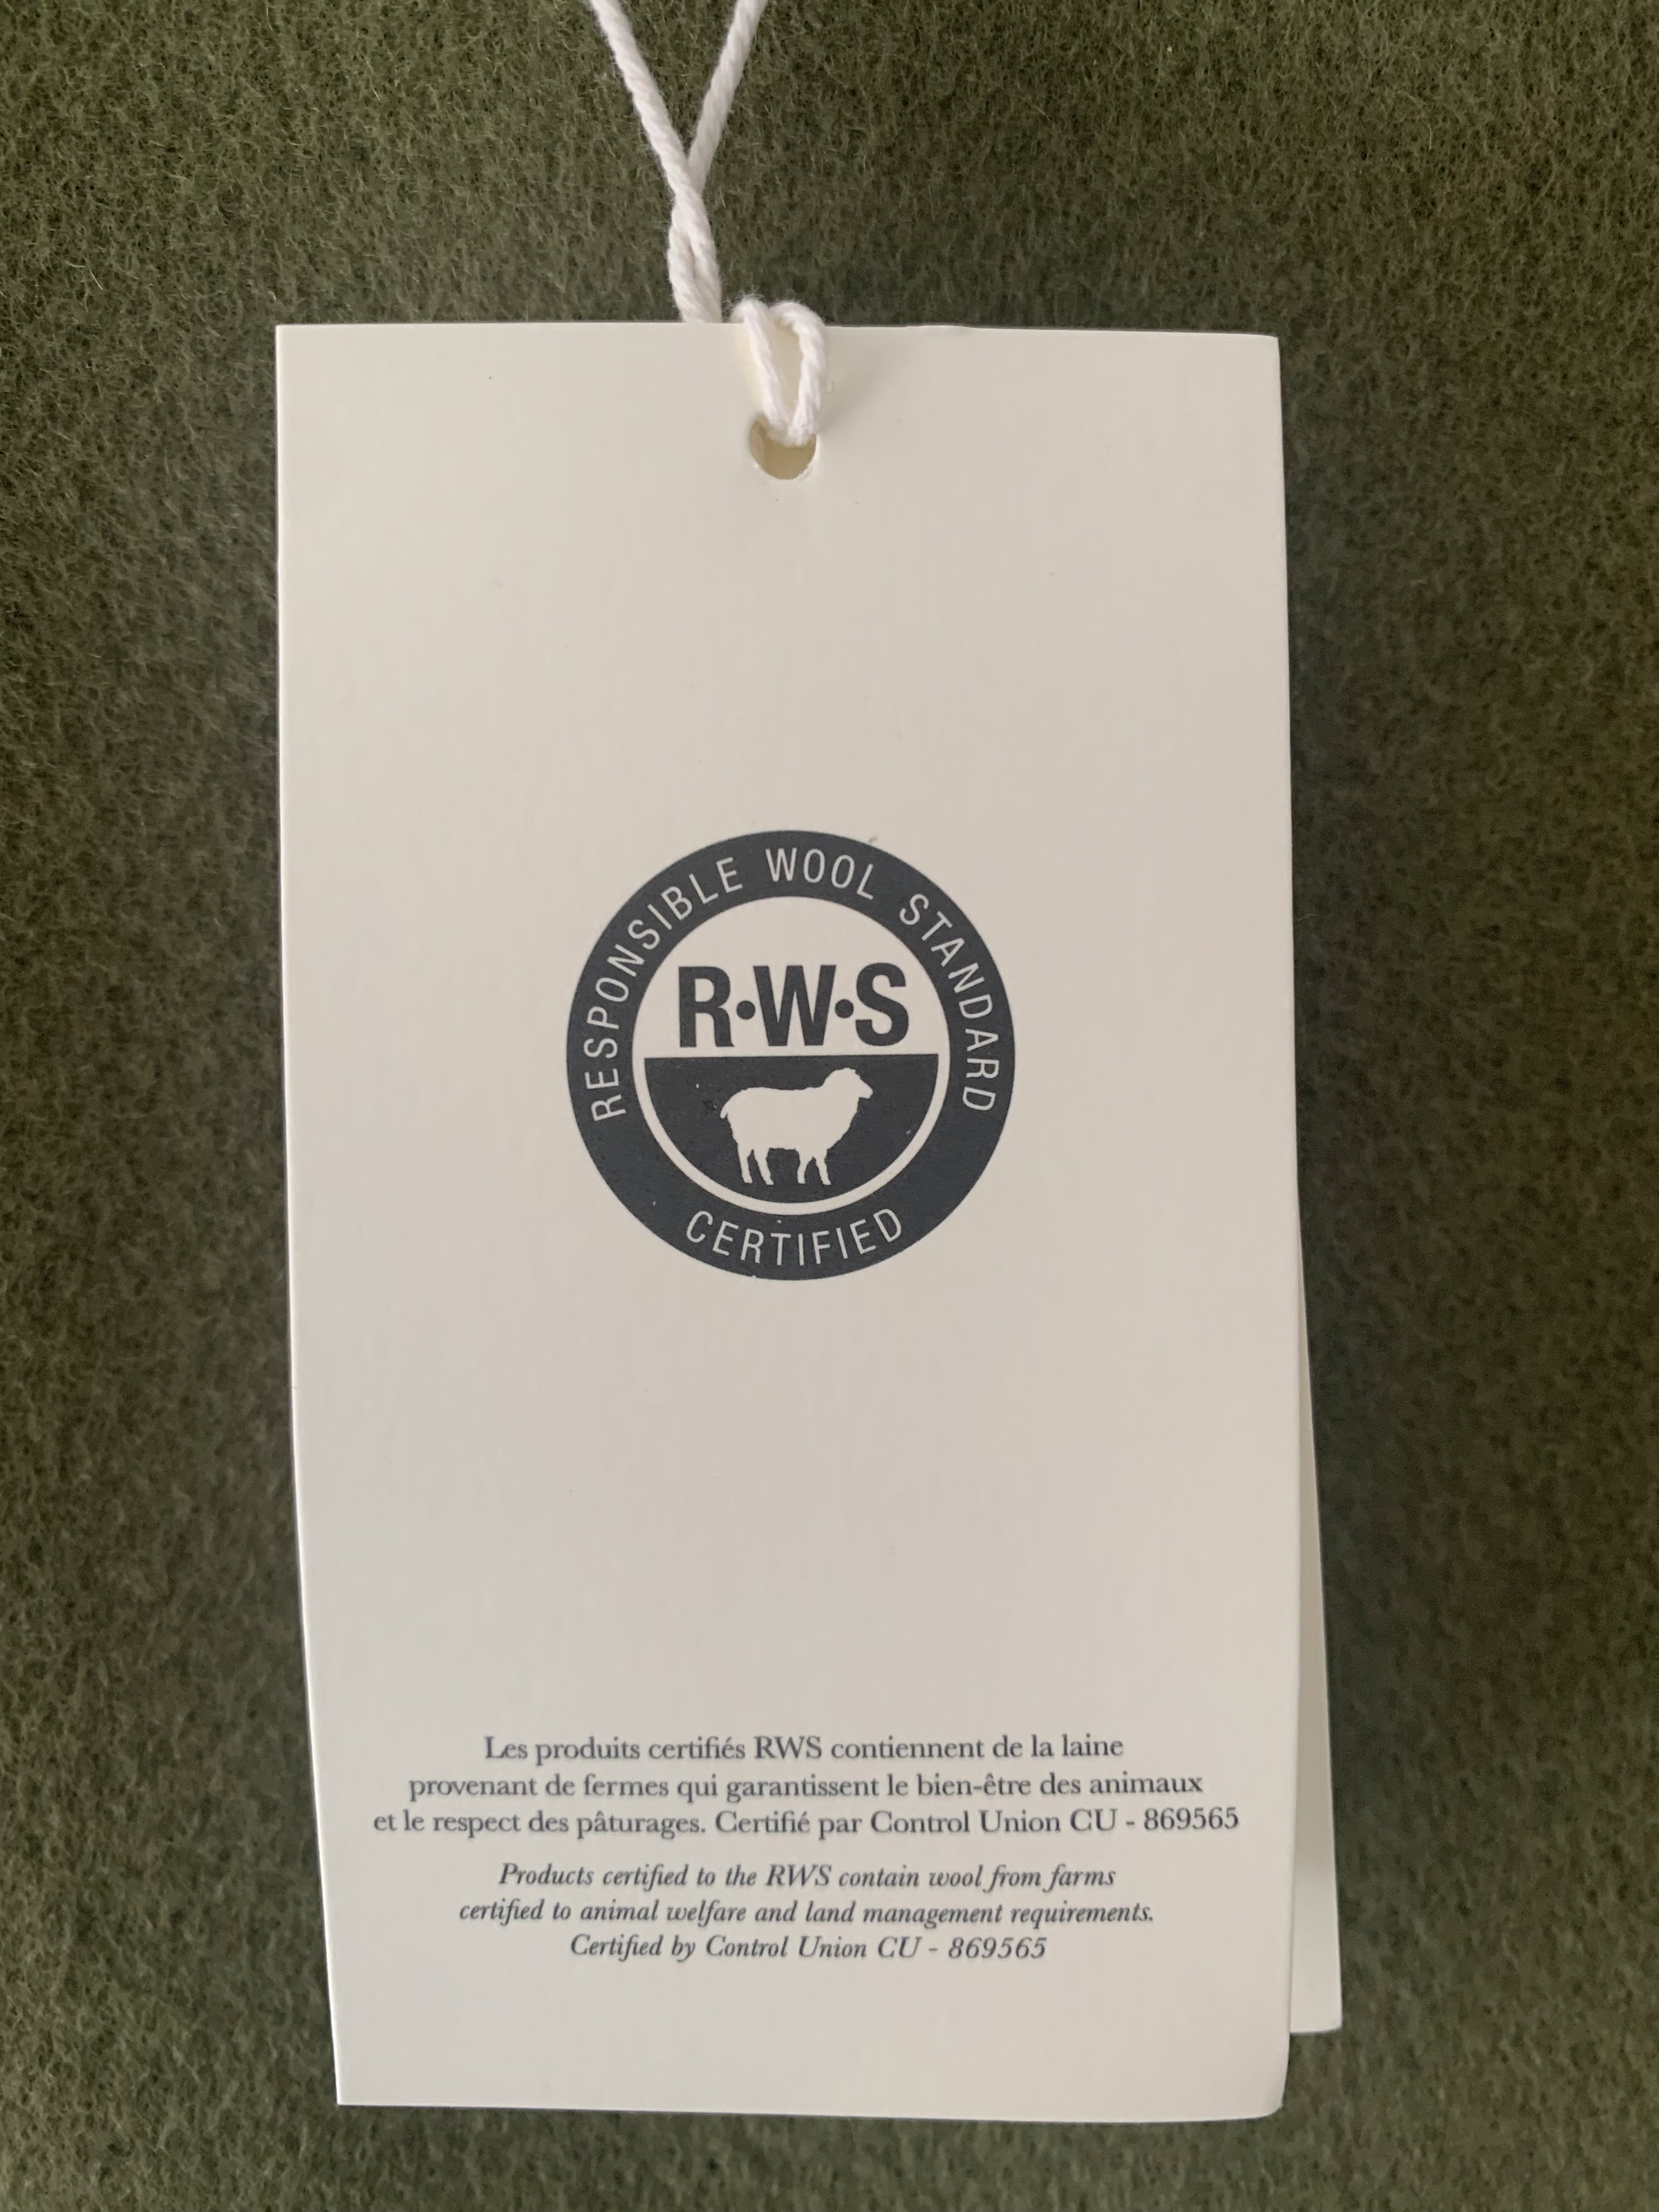 RESPONSIBLE WOOL STANDARD
R·W·S
CERTIFIED
Les produits certifiés RWS contiennent de la laine
provenant de fermes qui garantissent le bien-être des animaux
et le respect des pâturages. Certifié par Control Union CU - 869565
Products certified to the RWS contain wool from farms
certified to animal welfare and land management requirements.
Certified by Control Union CU - 869565